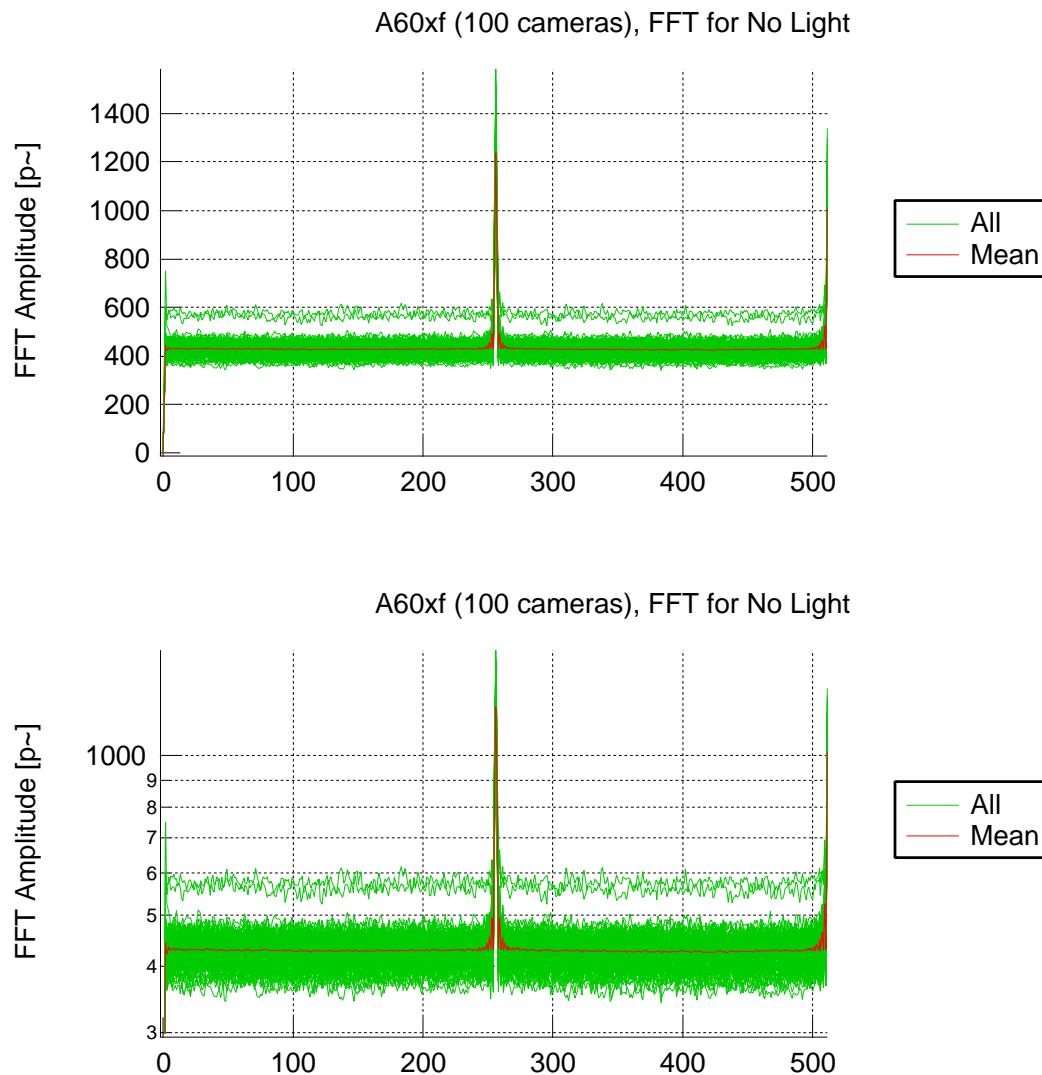 A60xf (100 cameras), FFT for No Light
FFT Amplitude [p~]
1400
1200
1000
800
600
400
200
0
0 100 200 300 400 500
All
Mean
A60xf (100 cameras), FFT for No Light
FFT Amplitude [p~]
1000
9
8
7
6
5
4
3
0 100 200 300 400 500
All
Mean